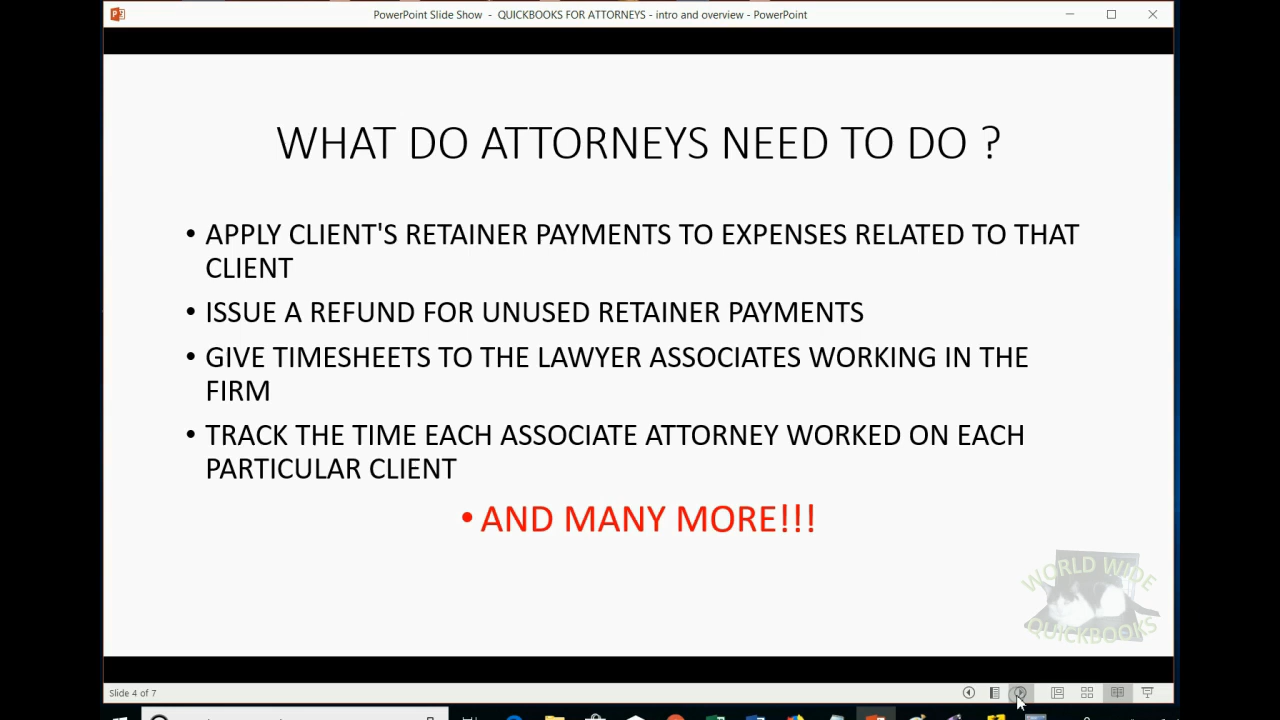 PowerPoint Slide Show - QUICKBOOKS FOR ATTORNEYS - intro and overview - PowerPoint
WHAT DO ATTORNEYS NEED TO DO ?
• APPLY CLIENT'S RETAINER PAYMENTS TO EXPENSES RELATED TO THAT
CLIENT
• ISSUE A REFUND FOR UNUSED RETAINER PAYMENTS
• GIVE TIMESHEETS TO THE LAWYER ASSOCIATES WORKING IN THE
FIRM
• TRACK THE TIME EACH ASSOCIATE ATTORNEY WORKED ON EACH
PARTICULAR CLIENT
• AND MANY MORE!!!
WORLD WIDE
QUICKBOOKS
Slide 4 of 7